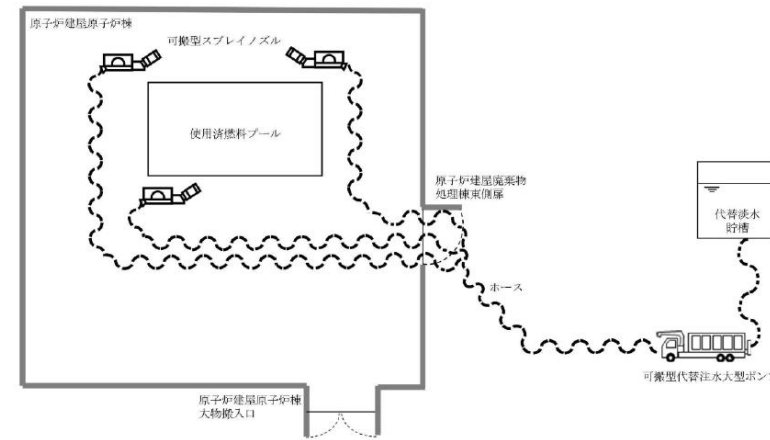 原子炉建屋原子炉棟
可搬型スプレイノズル
使用済燃料プール
原子炉建屋廃棄物
処理棟東側扉
代替淡水
貯槽
ホース
可搬型代替注水大型ポンプ
原子炉建屋原子炉棟
大物搬入口